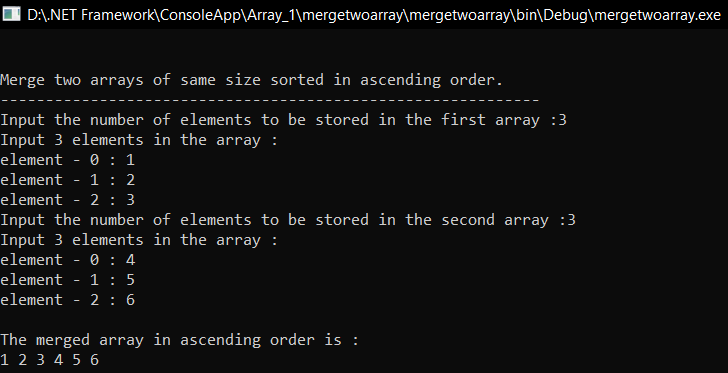 D:\.NET Framework\ConsoleApp\Array_1\mergetwoarray\mergetwoarray\bin\Debug\mergetwoarray.exe
Merge two arrays of same size sorted in ascending order.
------------------------------------------------------------
Input the number of elements to be stored in the first array :3
Input 3 elements in the array :
element - 0 : 1
element - 1 : 2
element - 2 : 3
Input the number of elements to be stored in the second array :3
Input 3 elements in the array :
element - 0 : 4
element - 1 : 5
element - 2 : 6
The merged array in ascending order is :
1 2 3 4 5 6